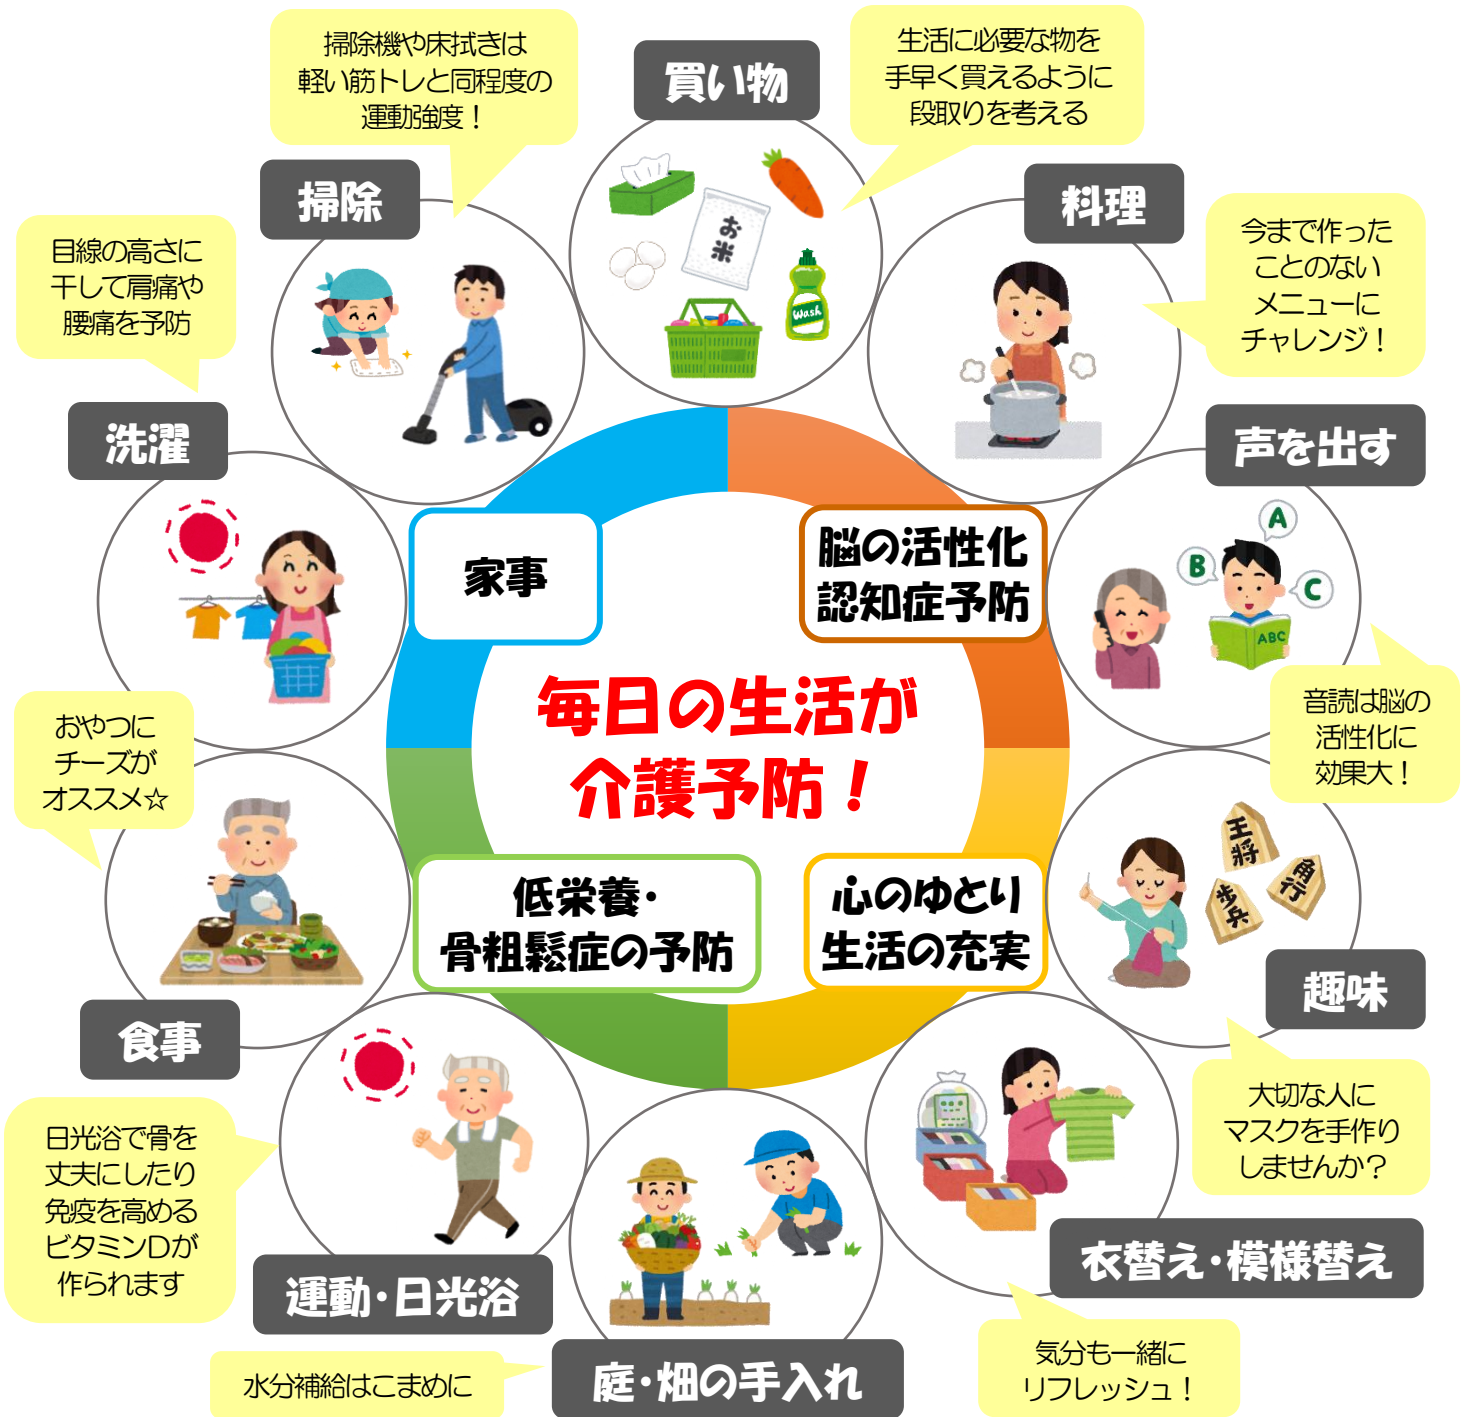 買い物
生活に必要な物を
手早く買えるように
段取りを考える
お
米
Wash
料理
今まで作った
ことのない
メニューに
チャレンジ！
声を出す
A
B
C
ABC
音読は脳の
活性化に
効果大！
趣味
王
将
角
行
歩
兵
大切な人に
マスクを手作り
しませんか？
衣替え・模様替え
気分も一緒に
リフレッシュ！
庭・畑の手入れ
水分補給はこまめに
運動・日光浴
日光浴で骨を
丈夫にしたり
免疫を高める
ビタミンDが
作られます
食事
おやつに
チーズが
オススメ☆
洗濯
目線の高さに
干して肩痛や
腰痛を予防
掃除
掃除機や床拭きは
軽い筋トレと同程度の
運動強度！
家事
脳の活性化
認知症予防
毎日の生活が
介護予防！
低栄養・
骨粗鬆症の予防
心のゆとり
生活の充実